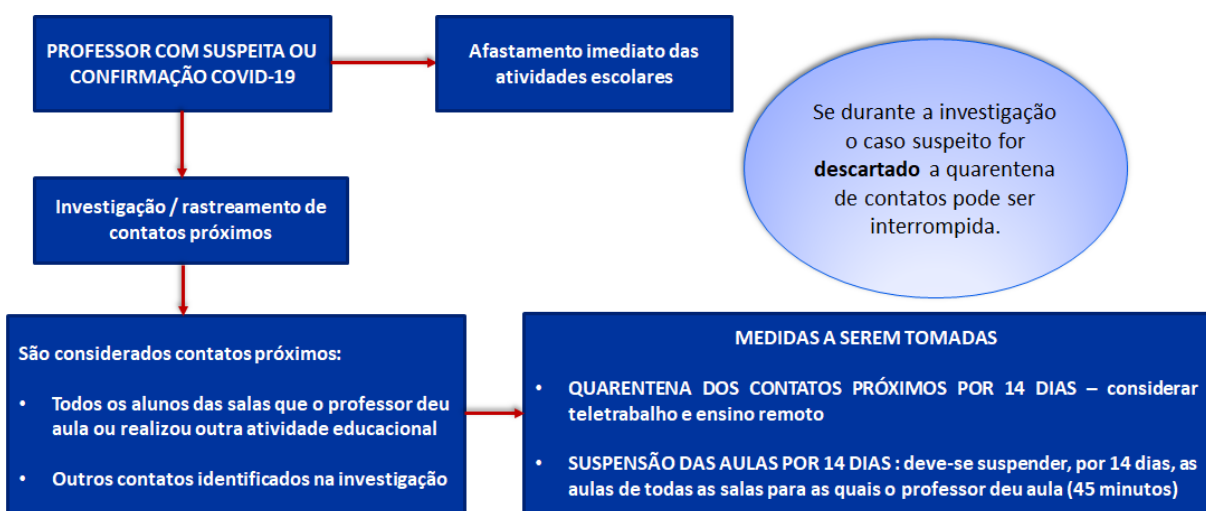 PROFESSOR COM SUSPEITA OU
CONFIRMAÇÃO COVID-19
Afastamento imediato das
atividades escolares
Se durante a investigação
o caso suspeito for
descartado a quarentena
de contatos pode ser
interrompida.
Investigação / rastreamento de
contatos próximos
São considerados contatos próximos:
• Todos os alunos das salas que o professor deu
aula ou realizou outra atividade educacional
• Outros contatos identificados na investigação
MEDIDAS A SEREM TOMADAS
• QUARENTENA DOS CONTATOS PRÓXIMOS POR 14 DIAS – considerar
teletrabalho e ensino remoto
• SUSPENSÃO DAS AULAS POR 14 DIAS : deve-se suspender, por 14 dias, as
aulas de todas as salas para as quais o professor deu aula (45 minutos)